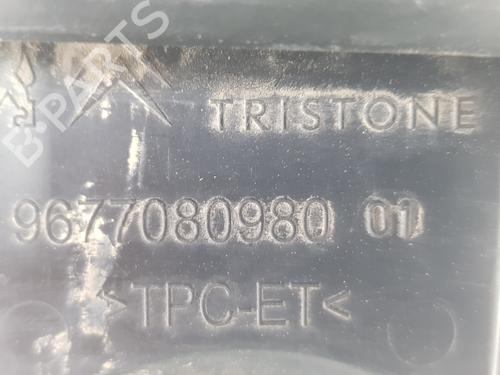 B-PARTS
TRISTONE
9677080980 01
>TPC-ET<